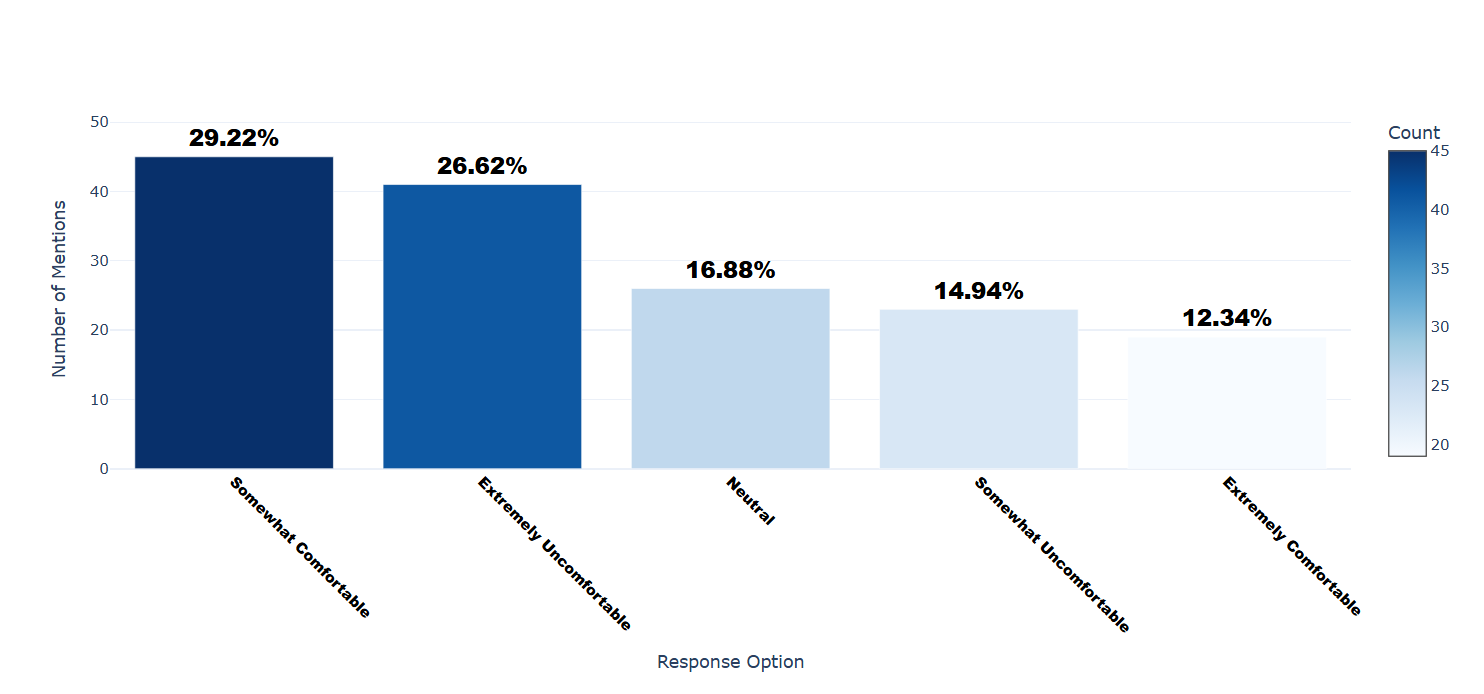 50
40
30
20
10
0
Number of Mentions
29.22%
26.62%
16.88%
14.94%
12.34%
Somewhat Comfortable
Extremely Uncomfortable
Neutral
Somewhat Uncomfortable
Extremely Comfortable
Response Option
Count
45
40
35
30
25
20